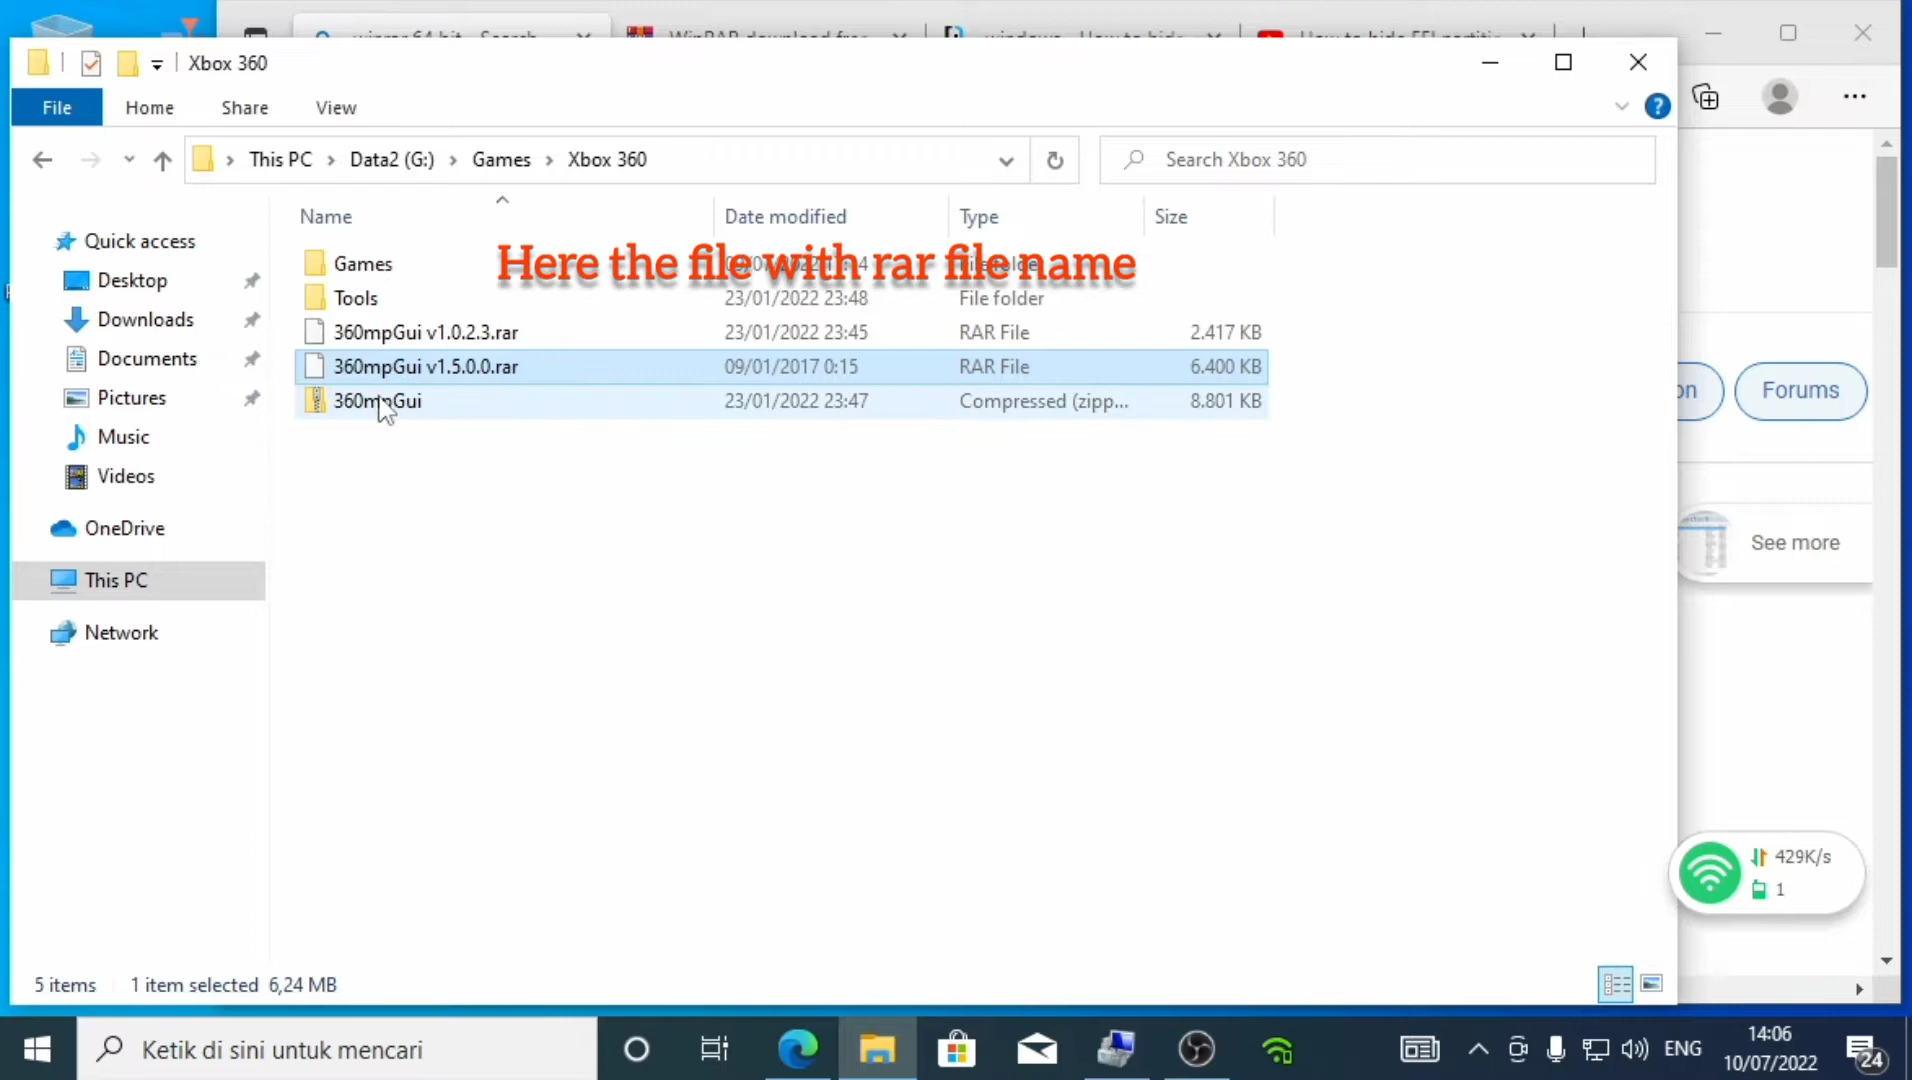 Xbox 360
File Home Share View
This PC Data2 (G:) Games Xbox 360
Search Xbox 360
Name Date modified Type Size
Here the file with rar file name
Games
Tools 23/01/2022 23:48 File folder
360mpGui v1.0.2.3.rar 23/01/2022 23:45 RAR File 2.417 KB
360mpGui v1.5.0.0.rar 09/01/2017 0:15 RAR File 6.400 KB
360mpGui 23/01/2022 23:47 Compressed (zipp... 8.801 KB
Quick access
Desktop
Downloads
Documents
Pictures
Music
Videos
OneDrive
This PC
Network
Forums
See more
429K/s
1
5 items 1 item selected 6,24 MB
Ketik di sini untuk mencari
ENG
14:06
10/07/2022
24